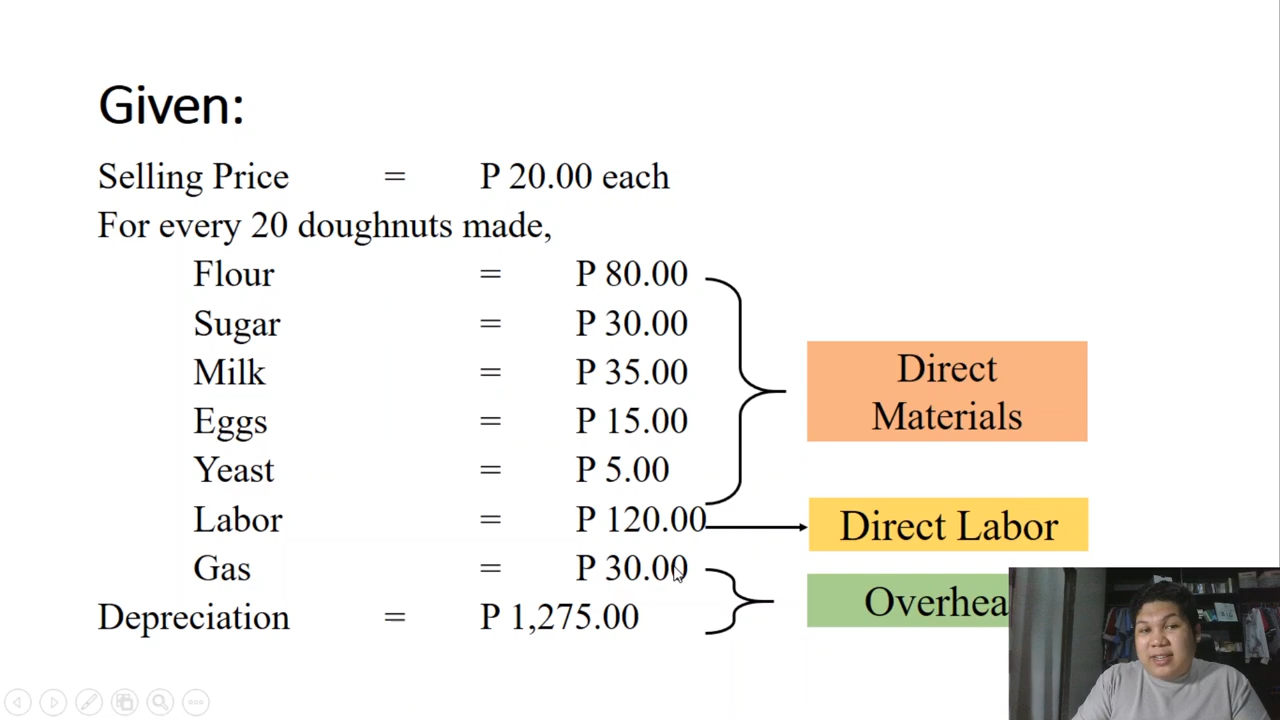 Given:
Selling Price = P 20.00 each
For every 20 doughnuts made,
Flour = P 80.00
Sugar = P 30.00
Milk = P 35.00
Eggs = P 15.00
Yeast = P 5.00
Labor = P 120.00
Gas = P 30.00
Depreciation = P 1,275.00
Direct
Materials
Direct Labor
Overhea